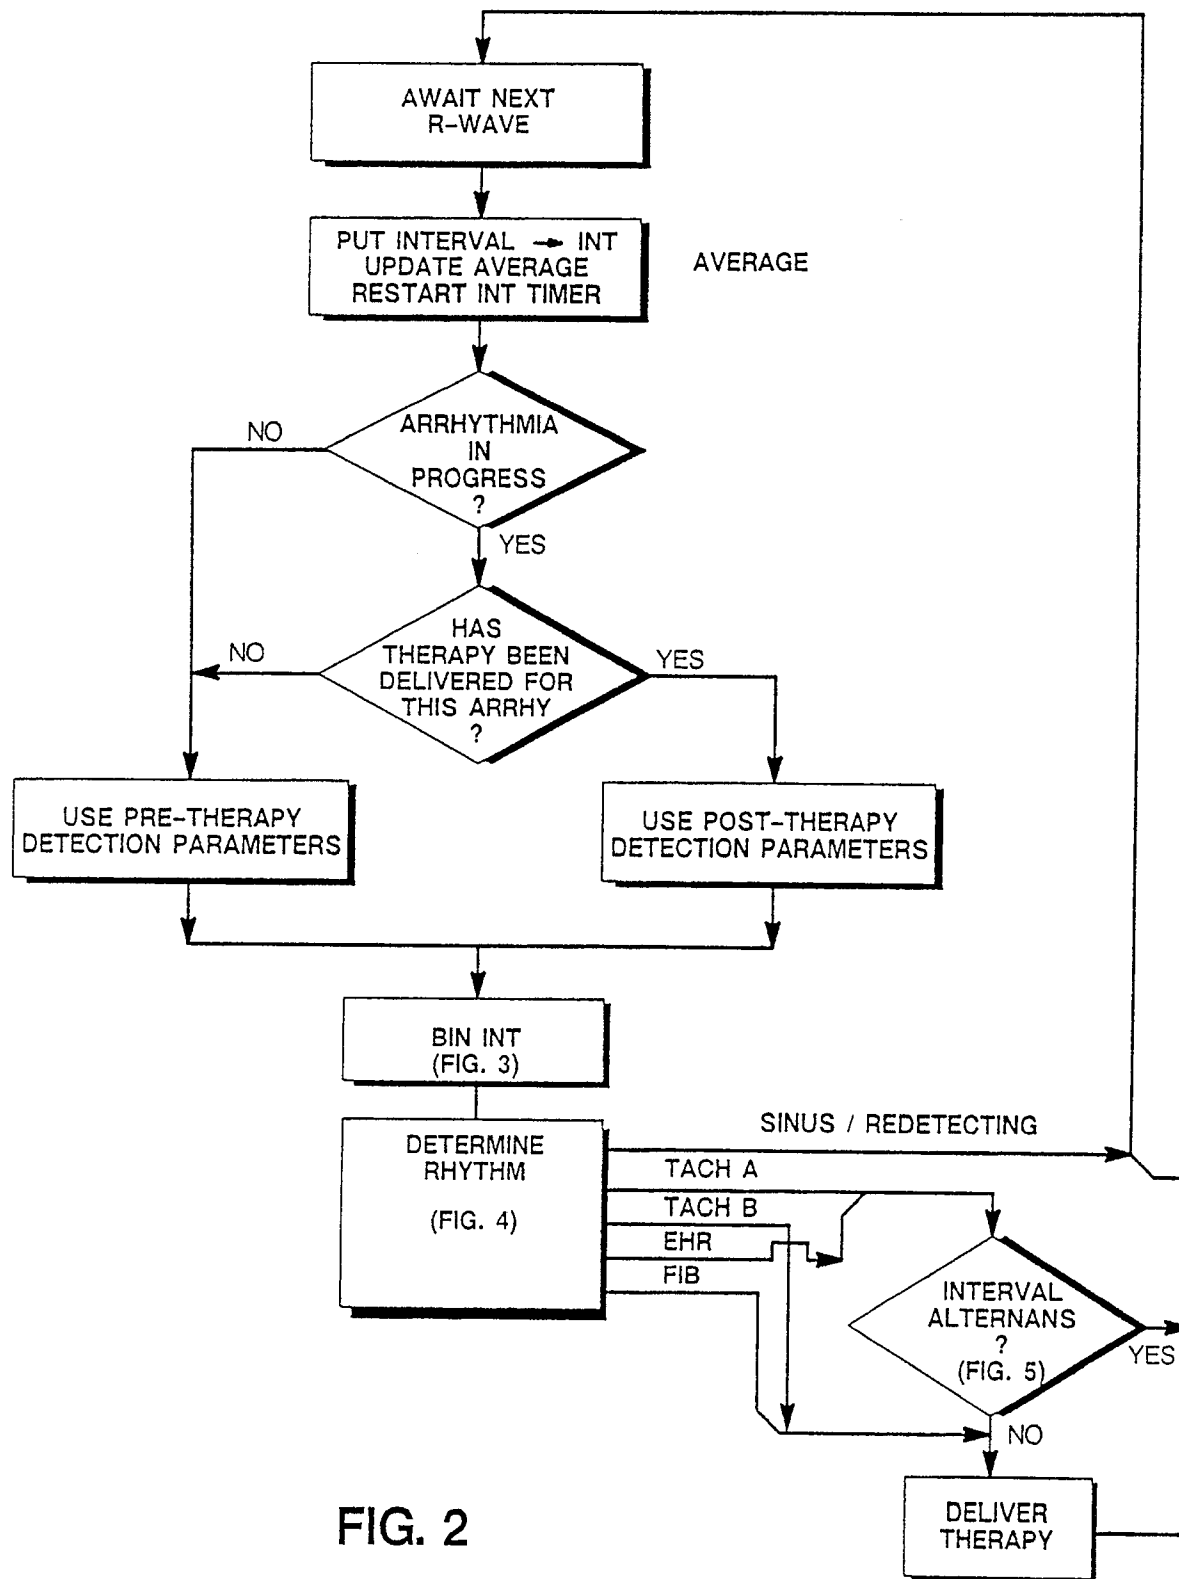 AWAIT NEXT
R-WAVE
PUT INTERVAL → INT
UPDATE AVERAGE
RESTART INT TIMER
AVERAGE
ARRHYTHMIA
IN
PROGRESS
?
NO
YES
HAS
THERAPY BEEN
DELIVERED FOR
THIS ARRHY
?
NO
YES
USE PRE-THERAPY
DETECTION PARAMETERS
USE POST-THERAPY
DETECTION PARAMETERS
BIN INT
(FIG. 3)
DETERMINE
RHYTHM
(FIG. 4)
SINUS / REDETECTING
TACH A
TACH B
EHR
FIB
INTERVAL
ALTERNANS
?
(FIG. 5)
YES
NO
DELIVER
THERAPY
FIG. 2